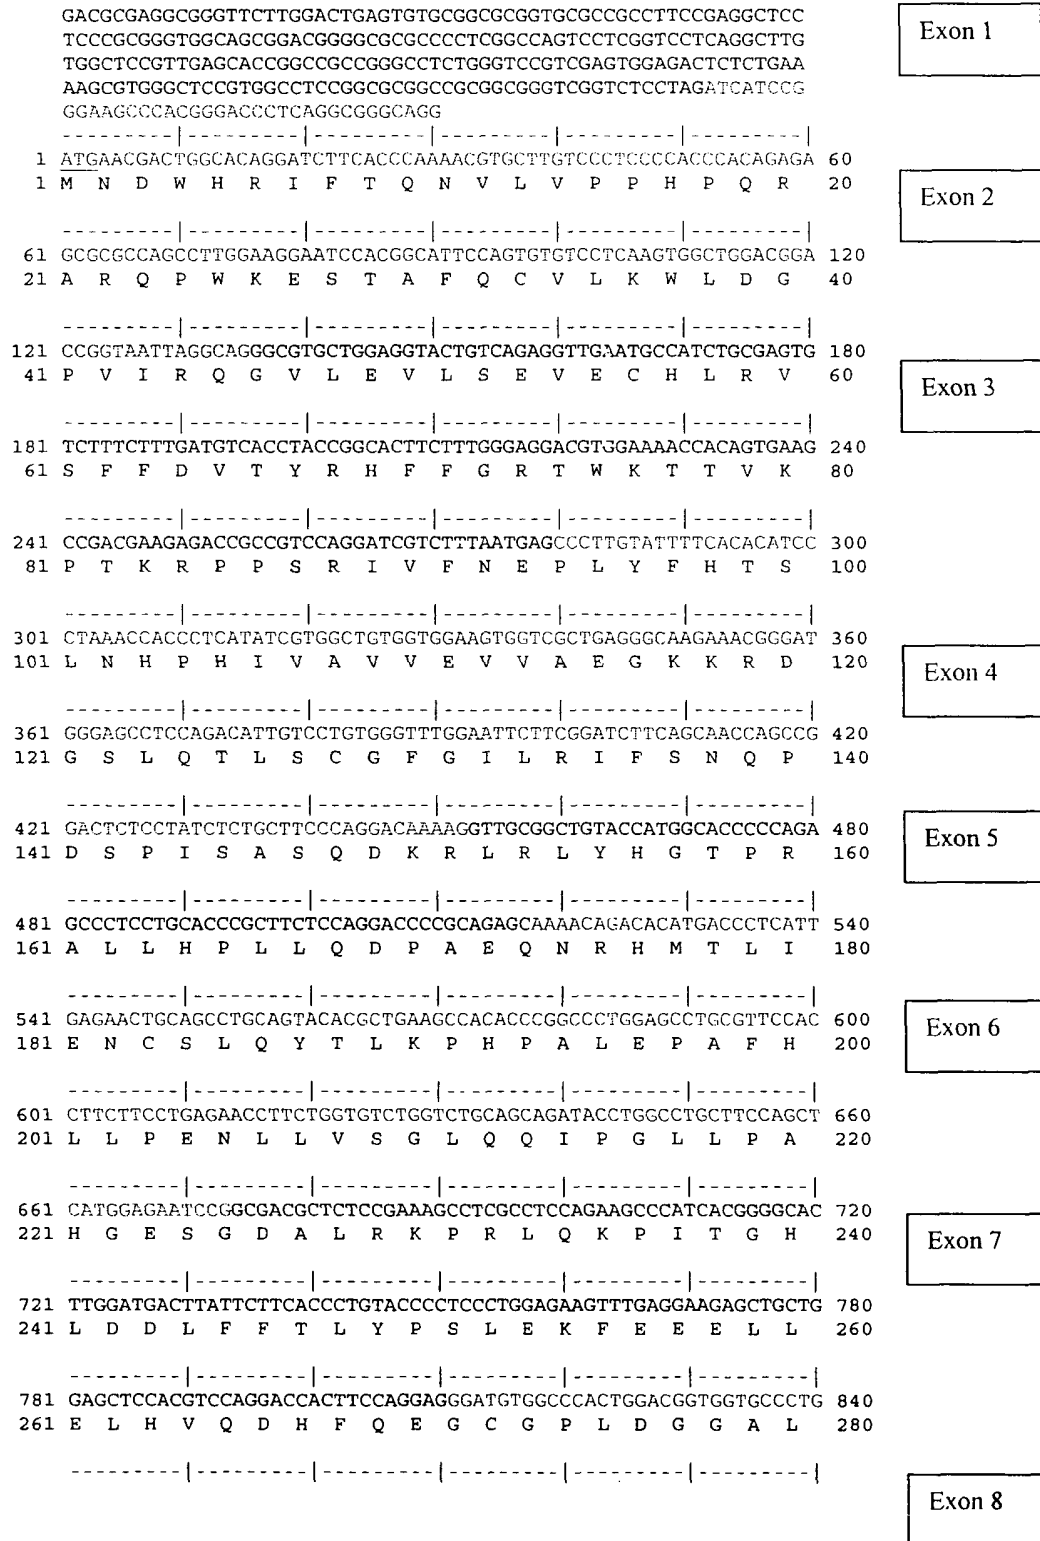 GACGCGAGGCGGGTTCTTGGACTGAGTGTGCGGCGCGGTGCGCCGCCTTCCGAGGCTCC
Exon 1
TCCCGCGGGTGGCAGCGGACGGGGCGCGCCCCTCGGCCAGTCCTCGGTCCTCAGGCTTG
TGGCTCCGTTGAGCACCGGCCGCCGGGCCTCTGGGTCCGTCGAGTGGAGACTCTCTGAA
AAGCGTGGGCTCCGTGGCCTCCGGCGCGGCCGCGGCGGGTCGGTCTCCTAGATCATCCG
GGAAGCCCACGGGACCCTCAGGCGGGCAGG
---------|---------|---------|---------|---------|---------|
1 ATGAACGACTGGCACAGGATCTTCACCCAAAACGTGCTTGTCCCTCCCCACCCACAGAGA 60
1 M N D W H R I F T Q N V L V P P H P Q R 20
Exon 2
---------|---------|---------|---------|---------|---------|
61 GCGCGCCAGCCTTGGAAGGAATCCACGGCATTCCAGTGTGTCCTCAAGTGGCTGGACGGA 120
21 A R Q P W K E S T A F Q C V L K W L D G 40
---------|---------|---------|---------|---------|---------|
121 CCGGTAATTAGGCAGGGCGTGCTGGAGGTACTGTCAGAGGTTGAATGCCATCTGCGAGTG 180
41 P V I R Q G V L E V L S E V E C H L R V 60
Exon 3
---------|---------|---------|---------|---------|---------|
181 TCTTTCTTTGATGTCACCTACCGGCACTTCTTTGGGAGGACGTGGAAAACCACAGTGAAG 240
61 S F F D V T Y R H F F G R T W K T T V K 80
---------|---------|---------|---------|---------|---------|
241 CCGACGAAGAGACCGCCGTCCAGGATCGTCTTTAATGAGCCCTTGTATTTTCACACATCC 300
81 P T K R P P S R I V F N E P L Y F H T S 100
---------|---------|---------|---------|---------|---------|
301 CTAAACCACCCTCATATCGTGGCTGTGGTGGAAGTGGTCGCTGAGGGCAAGAAACGGGAT 360
101 L N H P H I V A V V E V V A E G K K R D 120
Exon 4
---------|---------|---------|---------|---------|---------|
361 GGGAGCCTCCAGACATTGTCCTGTGGGTTTGGAATTCTTCGGATCTTCAGCAACCAGCCG 420
121 G S L Q T L S C G F G I L R I F S N Q P 140
---------|---------|---------|---------|---------|---------|
421 GACTCTCCTATCTCTGCTTCCCAGGACAAAAGGTTGCGGCTGTACCATGGCACCCCCAGA 480
141 D S P I S A S Q D K R L R L Y H G T P R 160
Exon 5
---------|---------|---------|---------|---------|---------|
481 GCCCTCCTGCACCCGCTTCTCCAGGACCCCGCAGAGCAAAACAGACACATGACCCTCATT 540
161 A L L H P L L Q D P A E Q N R H M T L I 180
---------|---------|---------|---------|---------|---------|
541 GAGAACTGCAGCCTGCAGTACACGCTGAAGCCACACCCGGCCCTGGAGCCTGCGTTCCAC 600
181 E N C S L Q Y T L K P H P A L E P A F H 200
Exon 6
---------|---------|---------|---------|---------|---------|
601 CTTCTTCCTGAGAACCTTCTGGTGTCTGGTCTGCAGCAGATACCTGGCCTGCTTCCAGCT 660
201 L L P E N L L V S G L Q Q I P G L L P A 220
---------|---------|---------|---------|---------|---------|
661 CATGGAGAATCCGGCGACGCTCTCCGAAAGCCTCGCCTCCAGAAGCCCATCACGGGGCAC 720
221 H G E S G D A L R K P R L Q K P I T G H 240
Exon 7
---------|---------|---------|---------|---------|---------|
721 TTGGATGACTTATTCTTCACCCTGTACCCCTCCCTGGAGAAGTTTGAGGAAGAGCTGCTG 780
241 L D D L F F T L Y P S L E K F E E E L L 260
---------|---------|---------|---------|---------|---------|
781 GAGCTCCACGTCCAGGACCACTTCCAGGAGGGATGTGGCCCACTGGACGGTGGTGCCCTG 840
261 E L H V Q D H F Q E G C G P L D G G A L 280
---------|---------|---------|---------|---------|---------|
Exon 8